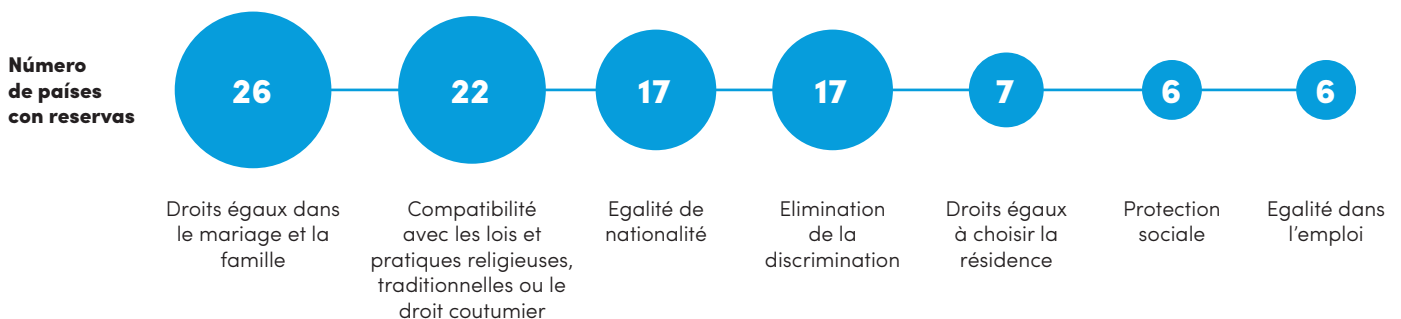 Número
de países
con reservas
26
22
17
17
7
6
6
Droits égaux dans
le mariage et la
famille
Compatibilité
avec les lois et
pratiques religieuses,
traditionnelles ou le
droit coutumier
Egalité de
nationalité
Elimination
de la
discrimination
Droits égaux
à choisir la
résidence
Protection
sociale
Egalité dans
l’emploi